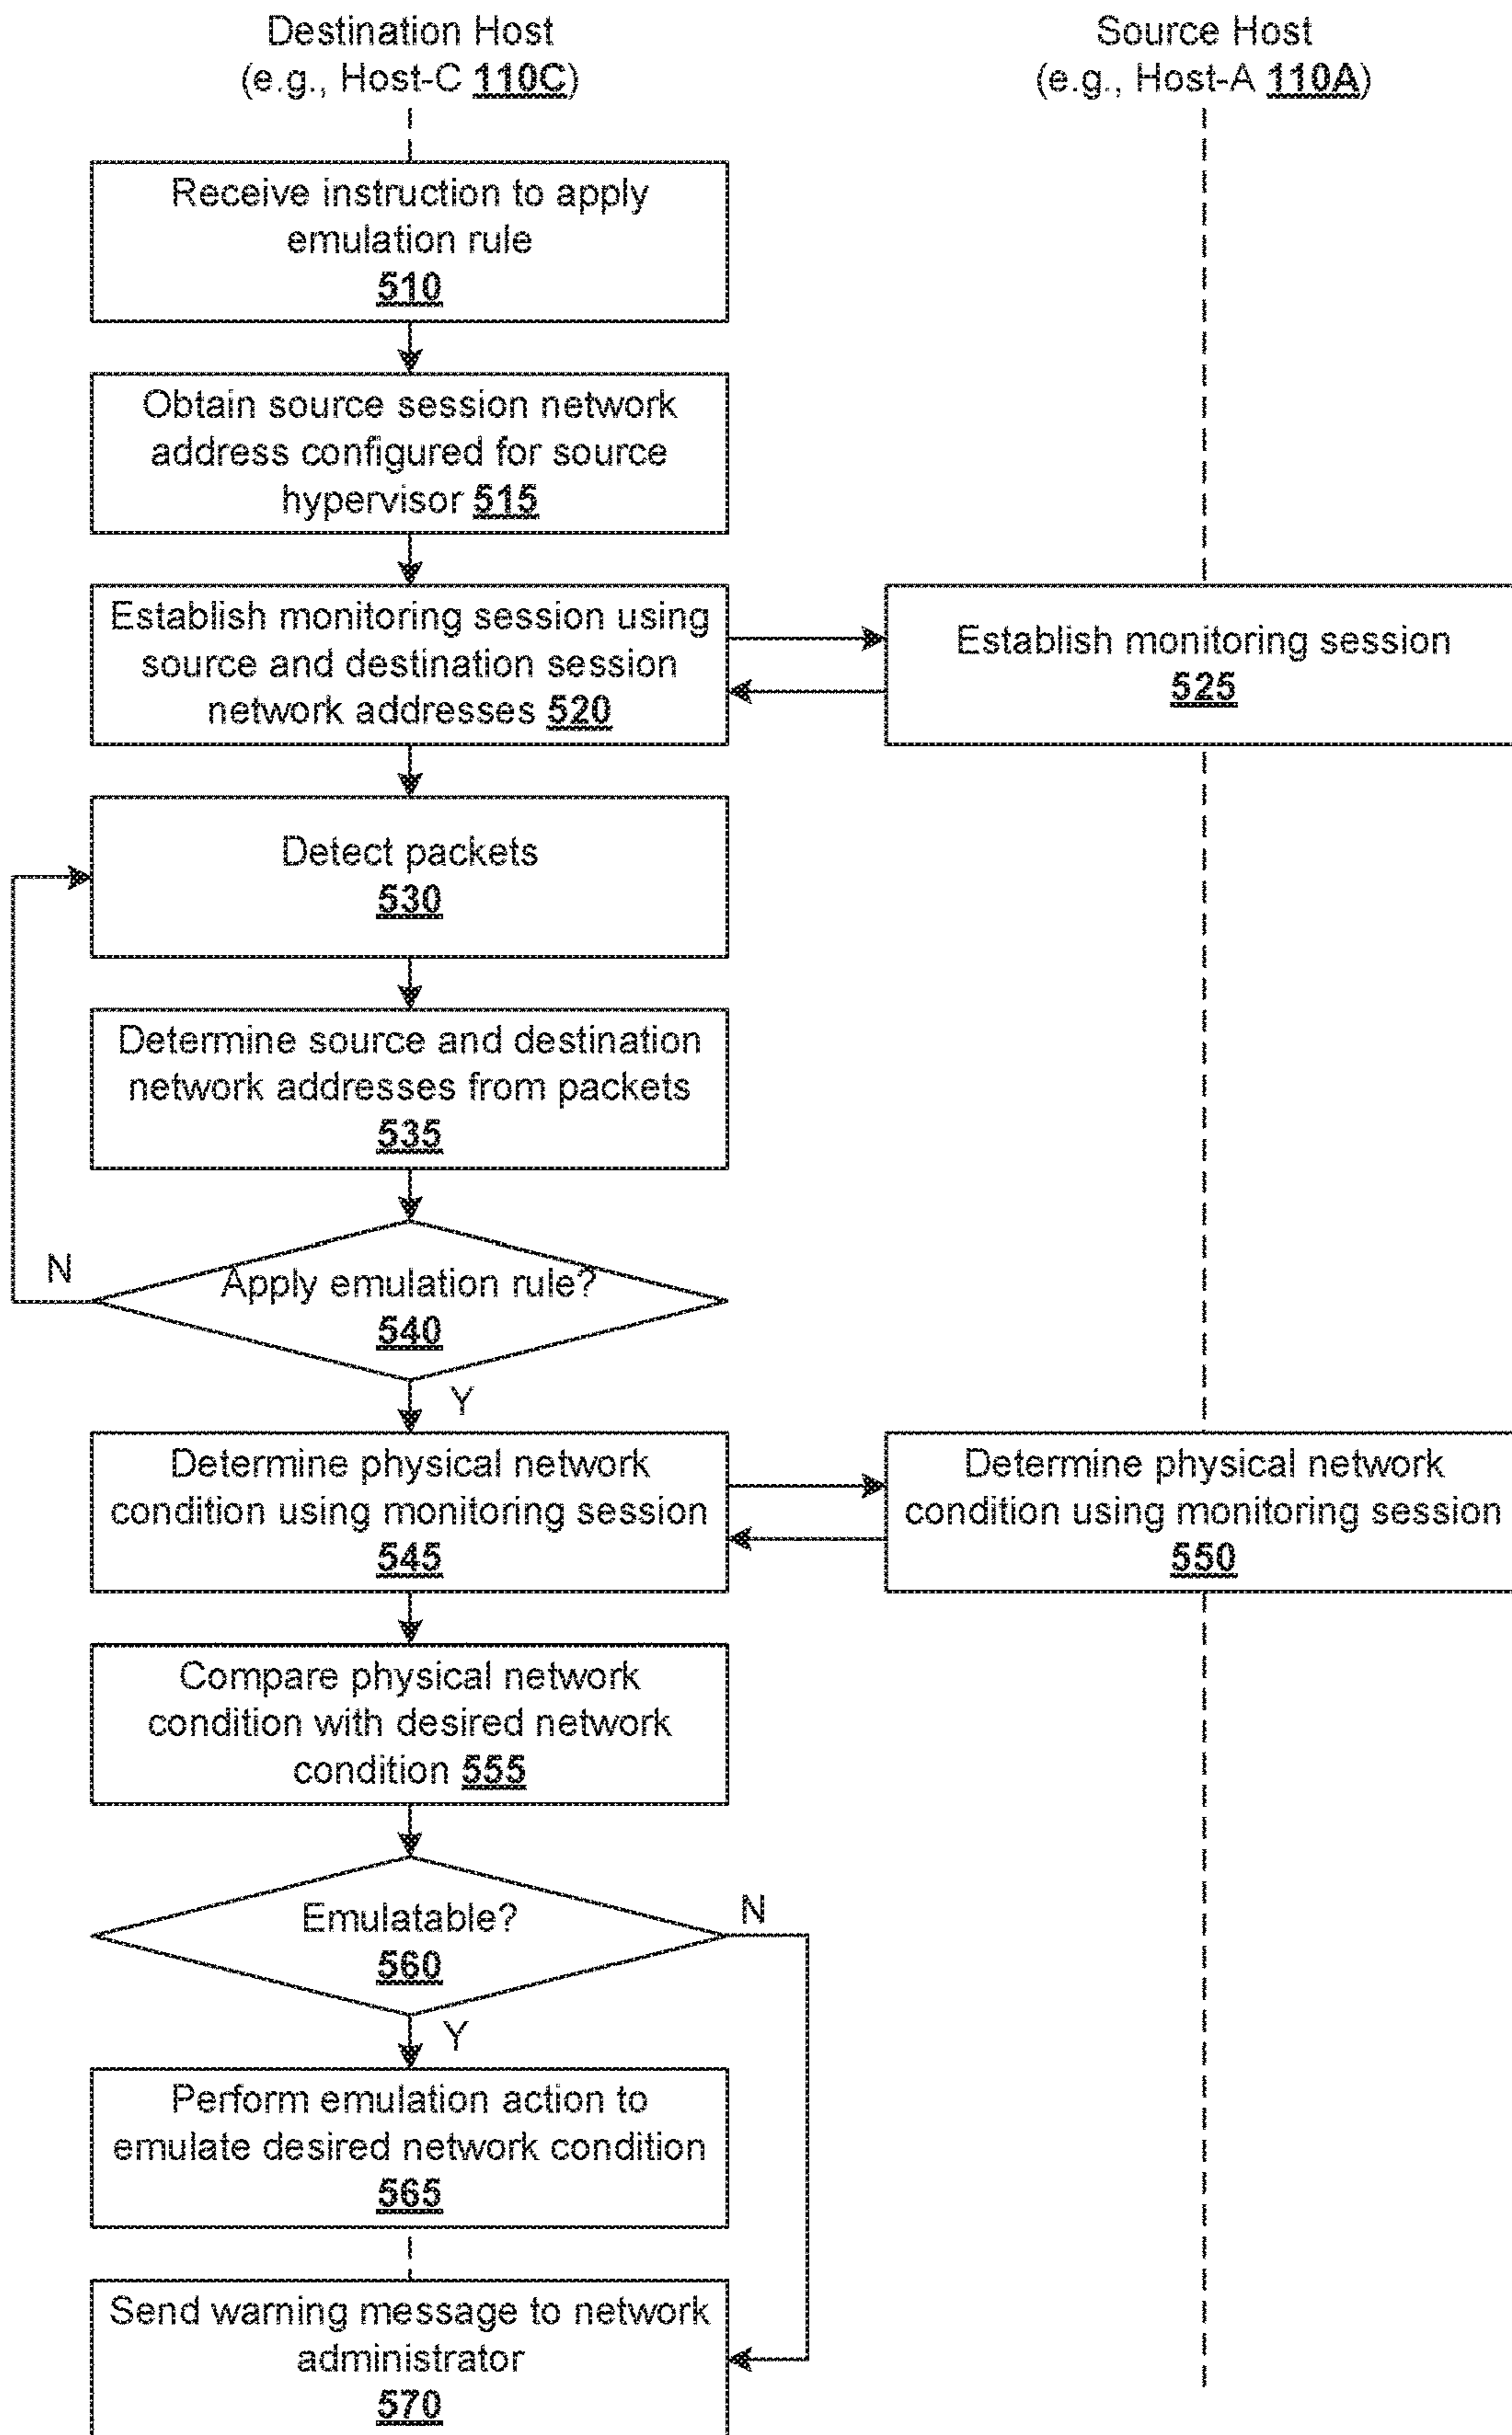 Destination Host
(e.g., Host-C 110C)
Source Host
(e.g., Host-A 110A)
Receive instruction to apply
emulation rule
510
Obtain source session network
address configured for source
hypervisor 515
Establish monitoring session using
source and destination session
network addresses 520
Establish monitoring session
525
Detect packets
530
Determine source and destination
network addresses from packets
535
N
Apply emulation rule?
540
Y
Determine physical network
condition using monitoring session
545
Determine physical network
condition using monitoring session
550
Compare physical network
condition with desired network
condition 555
Emulatable?
560
N
Y
Perform emulation action to
emulate desired network condition
565
Send warning message to network
administrator
570